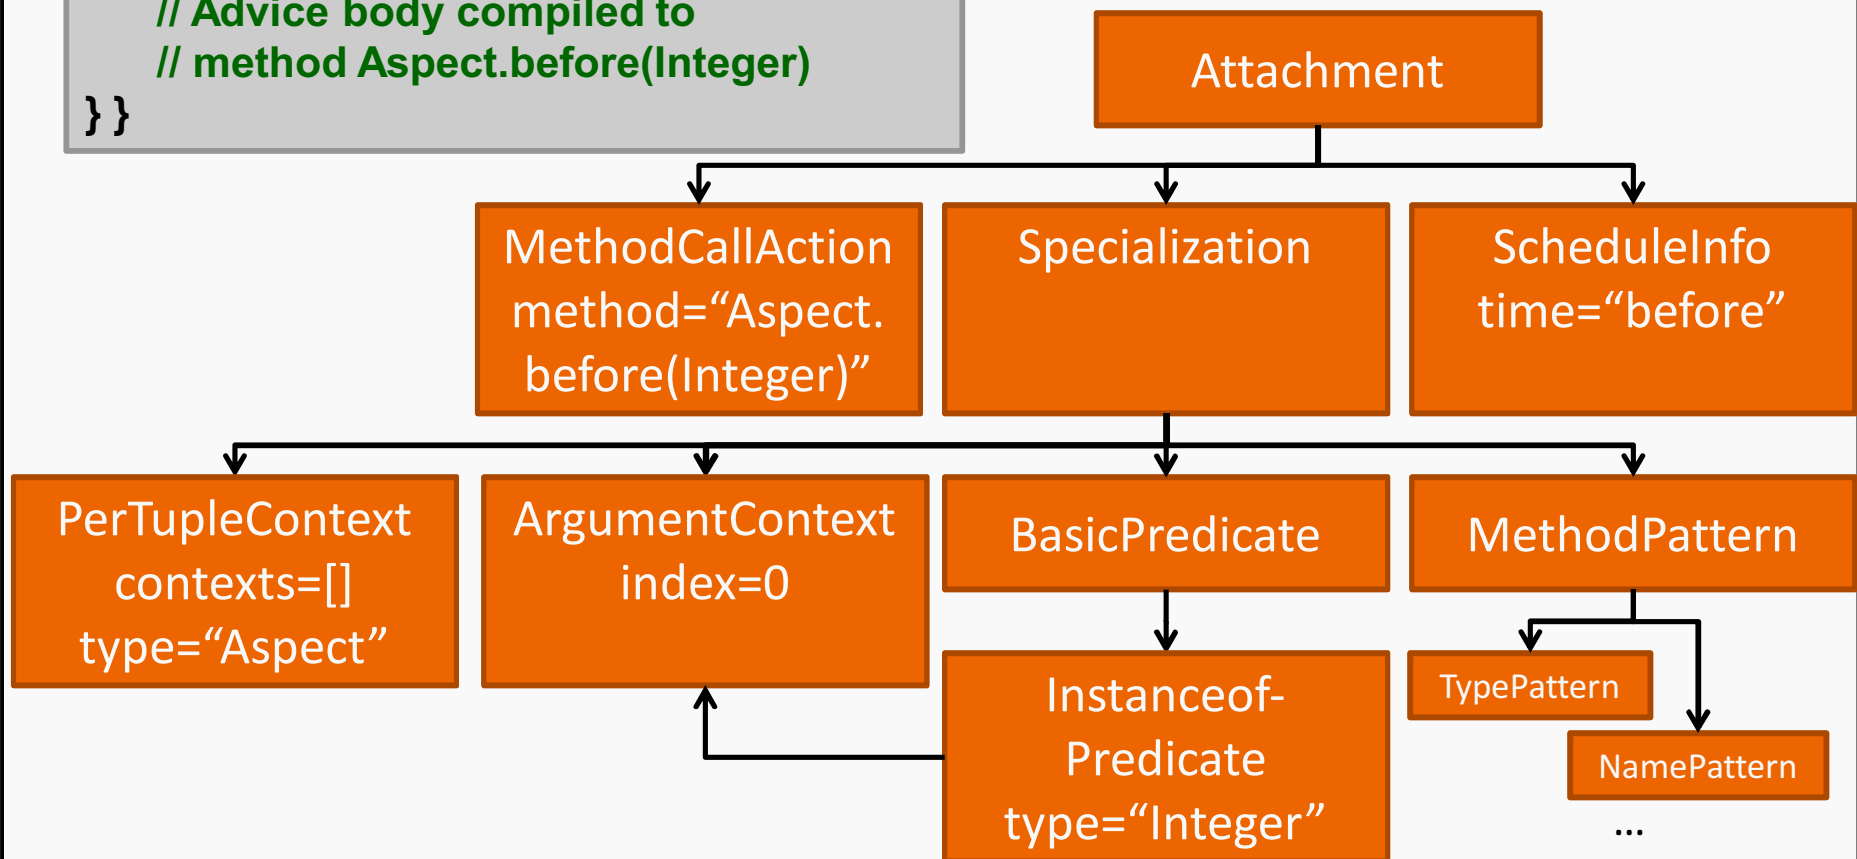 // Advice body compiled to
// method Aspect.before(Integer)
} }
Attachment
MethodCallAction
method=“Aspect.
before(Integer)”
Specialization
ScheduleInfo
time=“before”
PerTupleContext
contexts=[]
type=“Aspect”
ArgumentContext
index=0
BasicPredicate
MethodPattern
Instanceof-
Predicate
type=“Integer”
TypePattern
NamePattern
...